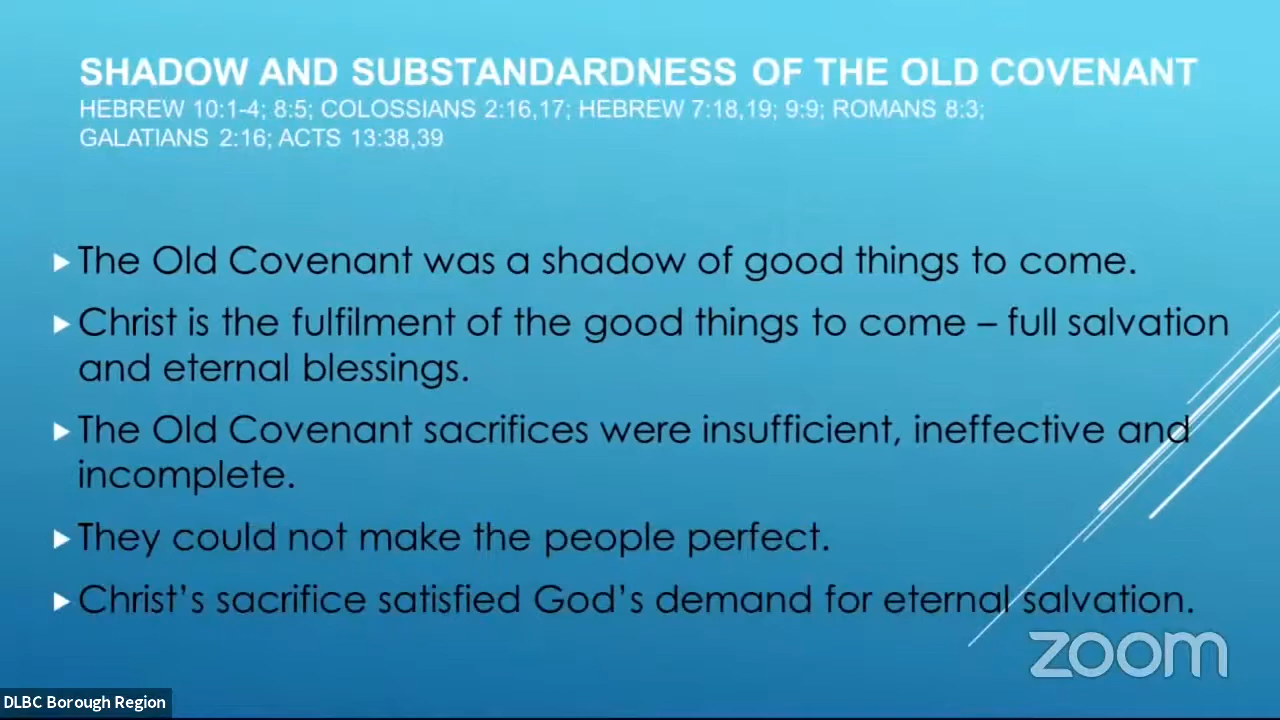 SHADOW AND SUBSTANDARDNESS OF THE OLD COVENANT
HEBREW 10:1-4; 8:5; COLOSSIANS 2:16,17; HEBREW 7:18,19; 9:9; ROMANS 8:3;
GALATIANS 2:16; ACTS 13:38,39
The Old Covenant was a shadow of good things to come.
Christ is the fulfilment of the good things to come – full salvation
and eternal blessings.
The Old Covenant sacrifices were insufficient, ineffective and
incomplete.
They could not make the people perfect.
Christ’s sacrifice satisfied God’s demand for eternal salvation.
zoom
DLBC Borough Region